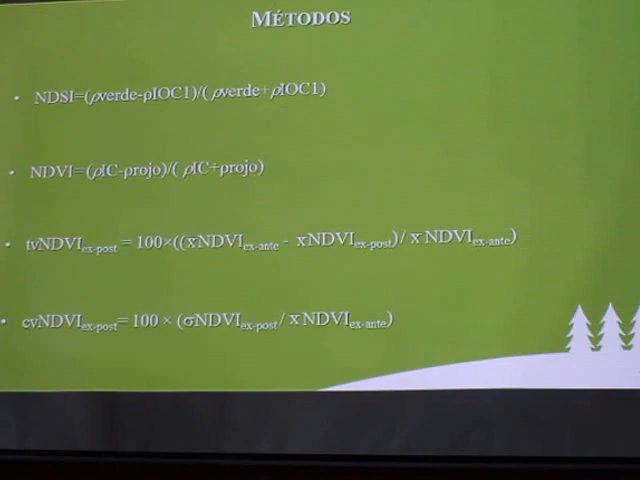 MÉTODOS
• NDSI=(ρverde-ρIOC1)/( ρverde+ρIOC1)
• NDVI=(ρIC-ρrojo)/( ρIC+ρrojo)
• tvNDVIex-post = 100×((x̅NDVIex-ante - x̅NDVIex-post)/ x̅ NDVIex-ante)
• cvNDVIex-post= 100 × (σNDVIex-post/ x̅ NDVIex-ante)